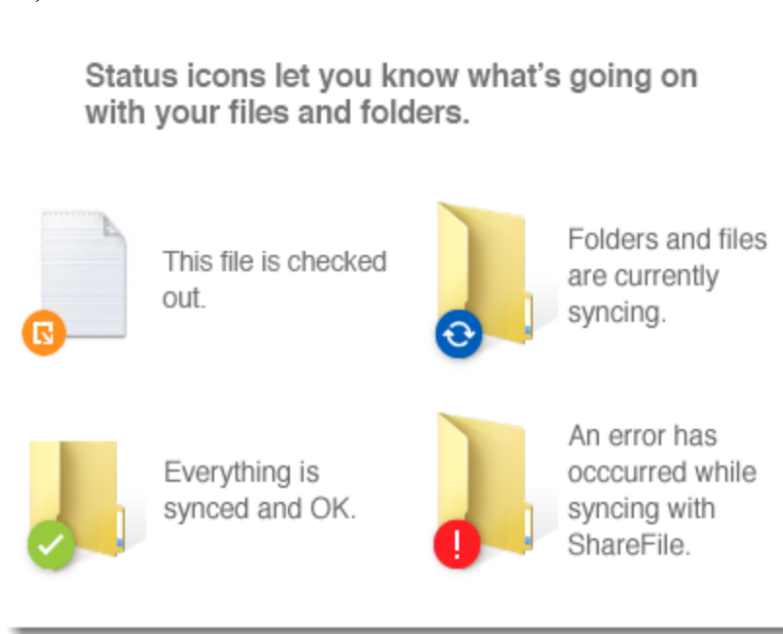 Status icons let you know what's going on
with your files and folders.
This file is checked
out.
Folders and files
are currently
syncing.
Everything is
synced and OK.
An error has
occcurred while
syncing with
ShareFile.